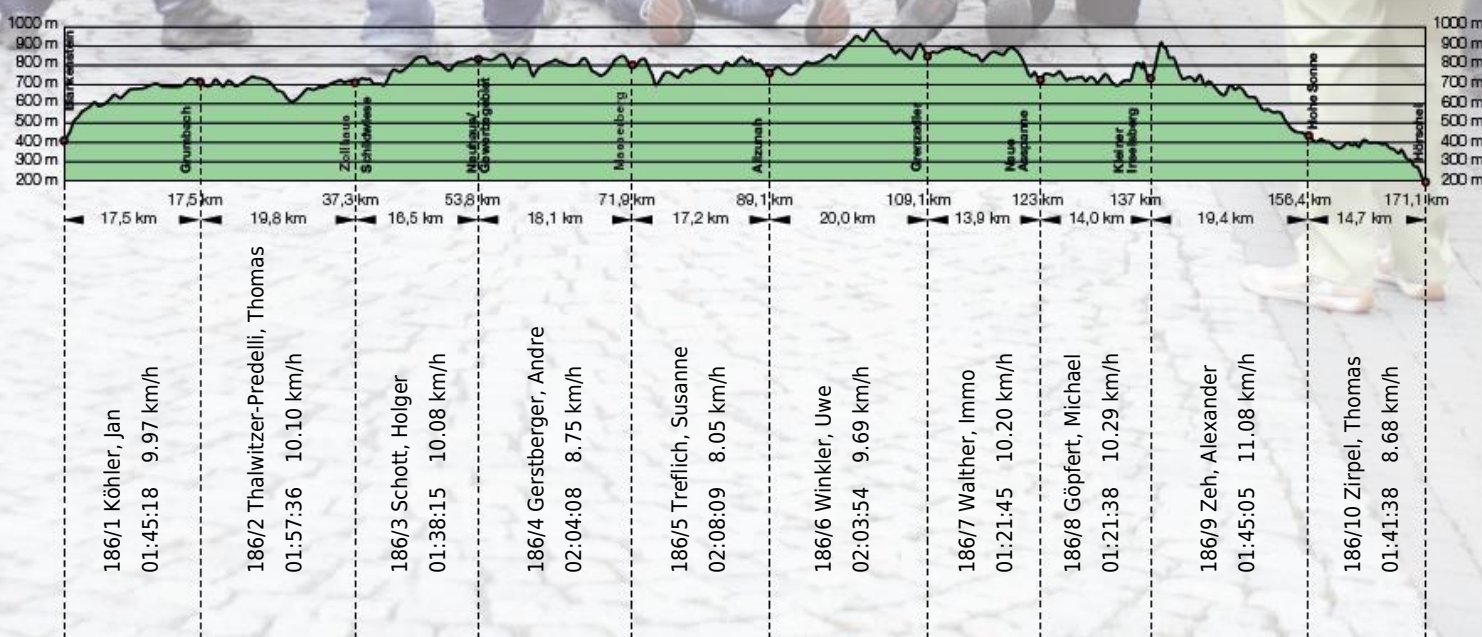 1000 m
900 m
800 m
700 m
600 m
500 m
400 m
300 m
200 m
1000 m
900 m
800 m
700 m
600 m
500 m
400 m
300 m
200 m
Blankenstein
Grumbach
Zollhaus
Schildwiese
Neuhaus/
Masserberg
Allzunah
Grenzadler
Neue
Ausspanne
Kleiner
Inselsberg
Hohe Sonne
Hörschel
17,5 km
37,3 km
53,8 km
71,9 km
89,1 km
109,1 km
123 km
137 km
156,4 km
171,1 km
17,5 km
19,8 km
16,5 km
18,1 km
17,2 km
20,0 km
13,9 km
14,0 km
19,4 km
14,7 km
186/1 Köhler, Jan
01:45:18 9.97 km/h
186/2 Thalwitzer-Predelli, Thomas
01:57:36 10.10 km/h
186/3 Schott, Holger
01:38:15 10.08 km/h
186/4 Gerstberger, Andre
02:04:08 8.75 km/h
186/5 Treflich, Susanne
02:08:09 8.05 km/h
186/6 Winkler, Uwe
02:03:54 9.69 km/h
186/7 Walther, Immo
01:21:45 10.20 km/h
186/8 Göpfert, Michael
01:21:38 10.29 km/h
186/9 Zeh, Alexander
01:45:05 11.08 km/h
186/10 Zirpel, Thomas
01:41:38 8.68 km/h